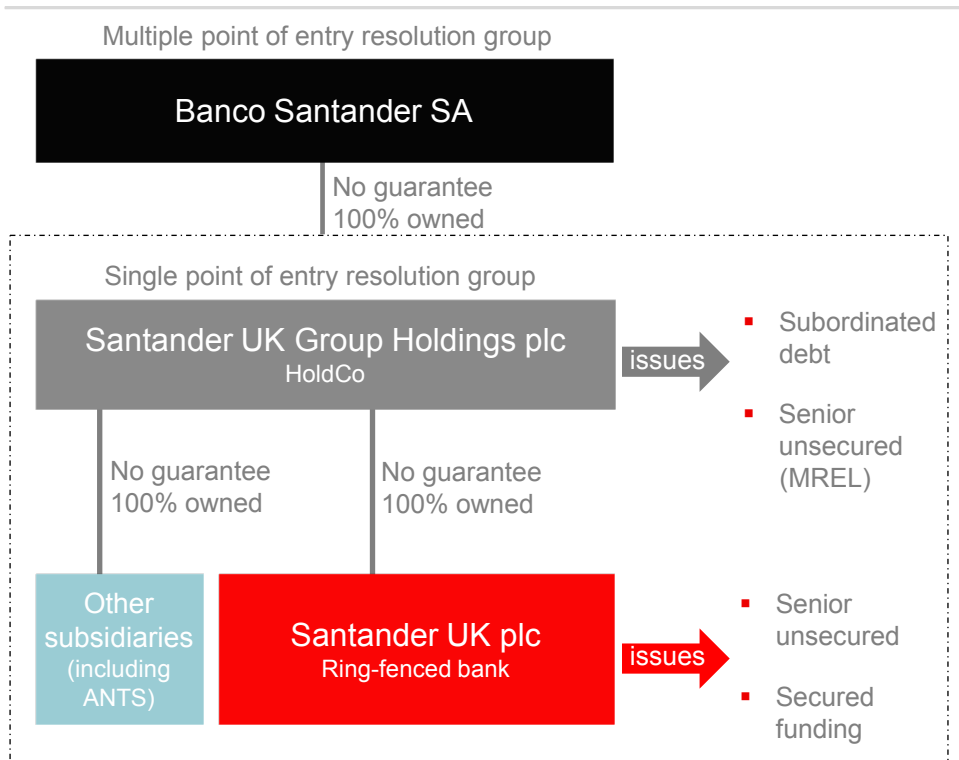 Multiple point of entry resolution group
Banco Santander SA
No guarantee
100% owned
Single point of entry resolution group
Santander UK Group Holdings plc
HoldCo
issues
▪ Subordinated
debt
▪ Senior
unsecured
(MREL)
No guarantee
100% owned
No guarantee
100% owned
Other
subsidiaries
(including
ANTS)
Santander UK plc
Ring-fenced bank
issues
▪ Senior
unsecured
▪ Secured
funding